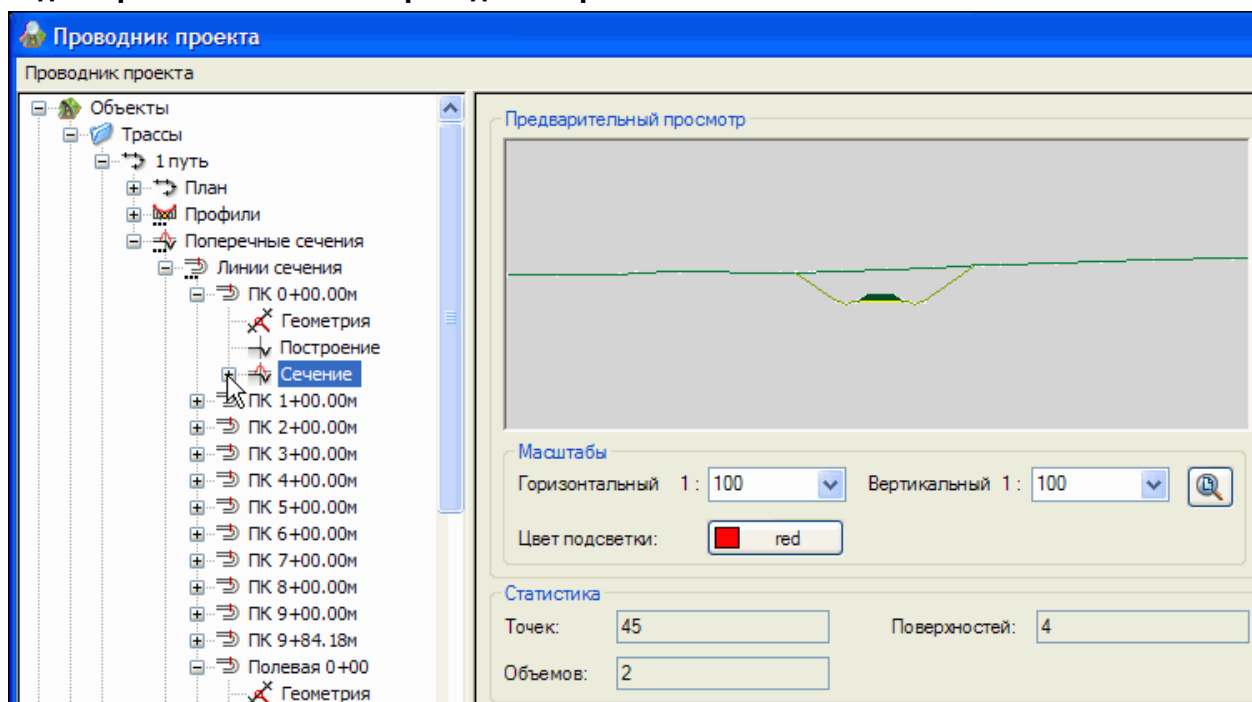 Проводник проекта
Проводник проекта
Объекты
Трассы
1 путь
План
Профили
Поперечные сечения
Линии сечения
ПК 0+00.00м
Геометрия
Построение
Сечение
ПК 1+00.00м
ПК 2+00.00м
ПК 3+00.00м
ПК 4+00.00м
ПК 5+00.00м
ПК 6+00.00м
ПК 7+00.00м
ПК 8+00.00м
ПК 9+00.00м
ПК 9+84.18м
Полевая 0+00
Геометрия
Предварительный просмотр
Масштабы
Горизонтальный 1 : 100 Вертикальный 1 : 100
Цвет подсветки: red
Статистика
Точек: 45 Поверхностей: 4
Объемов: 2